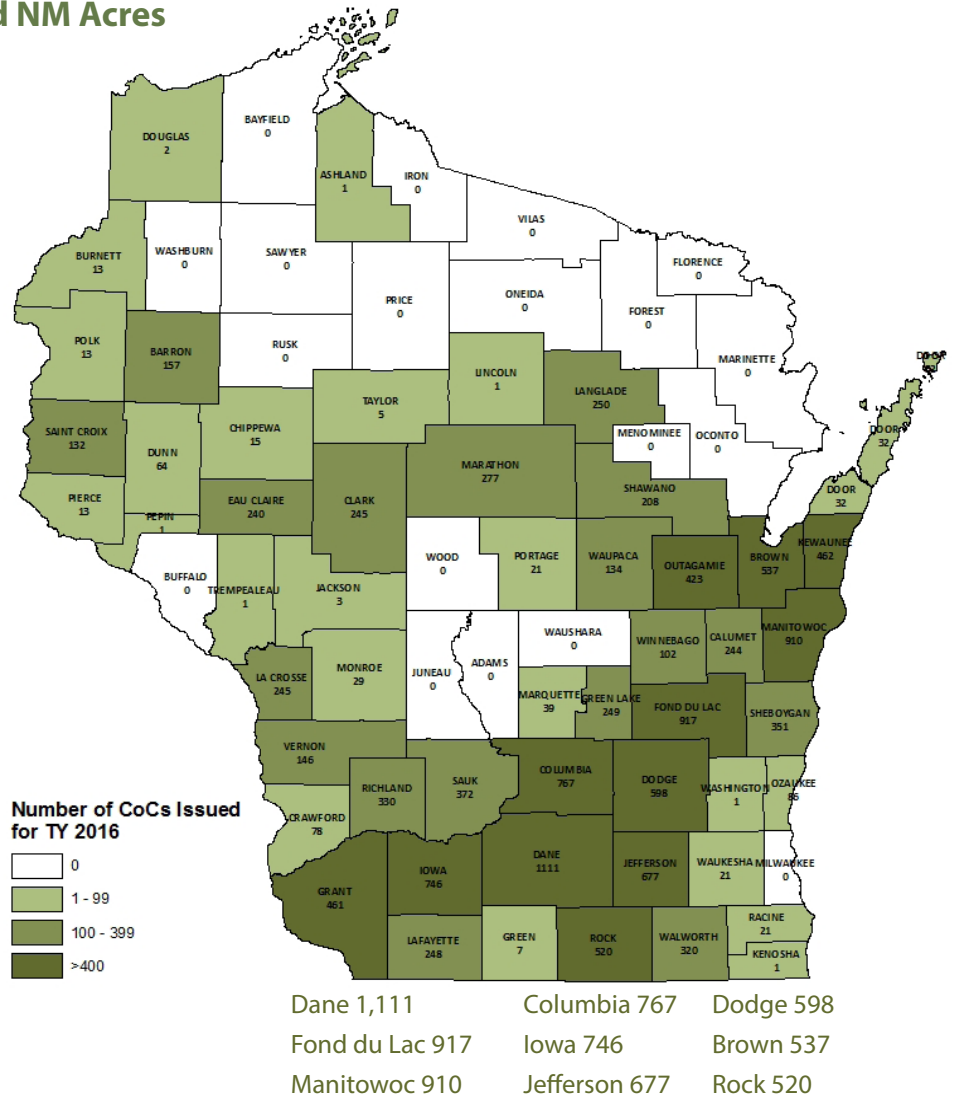 d NM Acres
BAYFIELD
0
DOUGLAS
2
ASHLAND
1
IRON
0
VILAS
0
BURNETT
13
WASHBURN
0
SAWYER
0
FLORENCE
0
PRICE
0
ONEIDA
0
FOREST
0
POLK
13
BARRON
157
RUSK
0
MARINETTE
0
DOOR
LINCOLN
1
LANGLADE
250
TAYLOR
5
SAINT CROIX
132
CHIPPEWA
15
DUNN
64
MENOMINEE
0
OCONTO
0
DOOR
32
MARATHON
277
SHAWANO
208
DOOR
32
PIERCE
13
EAU CLAIRE
240
CLARK
245
PEPIN
1
WOOD
0
PORTAGE
21
WAUPACA
134
OUTAGAMIE
423
BROWN
537
KEWAUNEE
462
BUFFALO
0
TREMPEALEAU
1
JACKSON
3
WAUSHARA
0
WINNEBAGO
102
CALUMET
244
MANITOWOC
910
LA CROSSE
245
MONROE
29
JUNEAU
0
ADAMS
0
MARQUETTE
39
GREEN LAKE
249
FOND DU LAC
917
SHEBOYGAN
351
VERNON
146
RICHLAND
330
SAUK
372
COLUMBIA
767
DODGE
598
WASHINGTON
1
OZAUKEE
86
CRAWFORD
78
GRANT
461
IOWA
746
DANE
1111
JEFFERSON
677
WAUKESHA
21
MILWAUKEE
0
LAFAYETTE
248
GREEN
7
ROCK
520
WALWORTH
320
RACINE
21
KENOSHA
1
Number of CoCs Issued
for TY 2016
0
1 - 99
100 - 399
>400
Dane 1,111 Columbia 767 Dodge 598
Fond du Lac 917 Iowa 746 Brown 537
Manitowoc 910 Jefferson 677 Rock 520